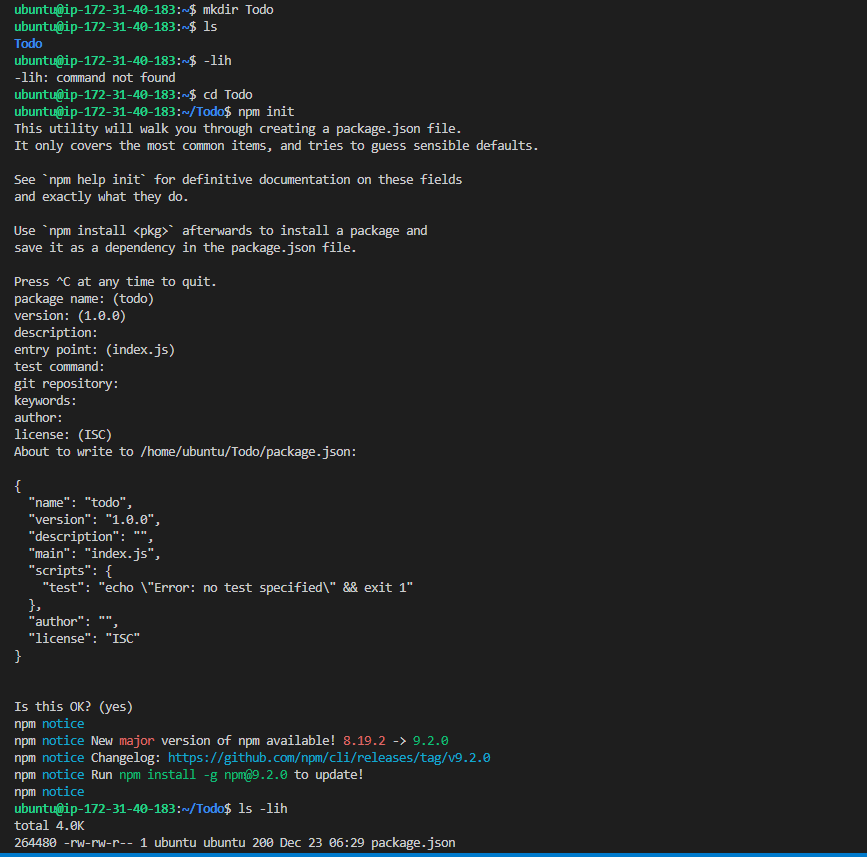 ubuntu@ip-172-31-40-183:~$ mkdir Todo
ubuntu@ip-172-31-40-183:~$ ls
Todo
ubuntu@ip-172-31-40-183:~$ -lih
-lih: command not found
ubuntu@ip-172-31-40-183:~$ cd Todo
ubuntu@ip-172-31-40-183:~/Todo$ npm init
This utility will walk you through creating a package.json file.
It only covers the most common items, and tries to guess sensible defaults.

See `npm help init` for definitive documentation on these fields
and exactly what they do.

Use `npm install <pkg>` afterwards to install a package and
save it as a dependency in the package.json file.

Press ^C at any time to quit.
package name: (todo)
version: (1.0.0)
description:
entry point: (index.js)
test command:
git repository:
keywords:
author:
license: (ISC)
About to write to /home/ubuntu/Todo/package.json:

{
  "name": "todo",
  "version": "1.0.0",
  "description": "",
  "main": "index.js",
  "scripts": {
    "test": "echo \"Error: no test specified\" && exit 1"
  },
  "author": "",
  "license": "ISC"
}


Is this OK? (yes)
npm notice
npm notice New major version of npm available! 8.19.2 -> 9.2.0
npm notice Changelog: https://github.com/npm/cli/releases/tag/v9.2.0
npm notice Run npm install -g npm@9.2.0 to update!
npm notice
ubuntu@ip-172-31-40-183:~/Todo$ ls -lih
total 4.0K
264480 -rw-rw-r-- 1 ubuntu ubuntu 200 Dec 23 06:29 package.json